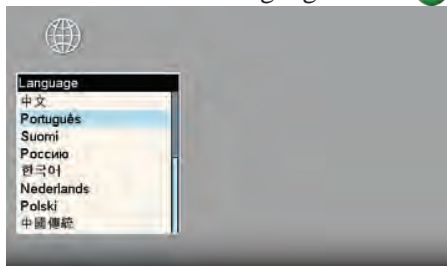 Language
中文
Português
Suomi
Россию
한국어
Nederlands
Polski
中國傳統